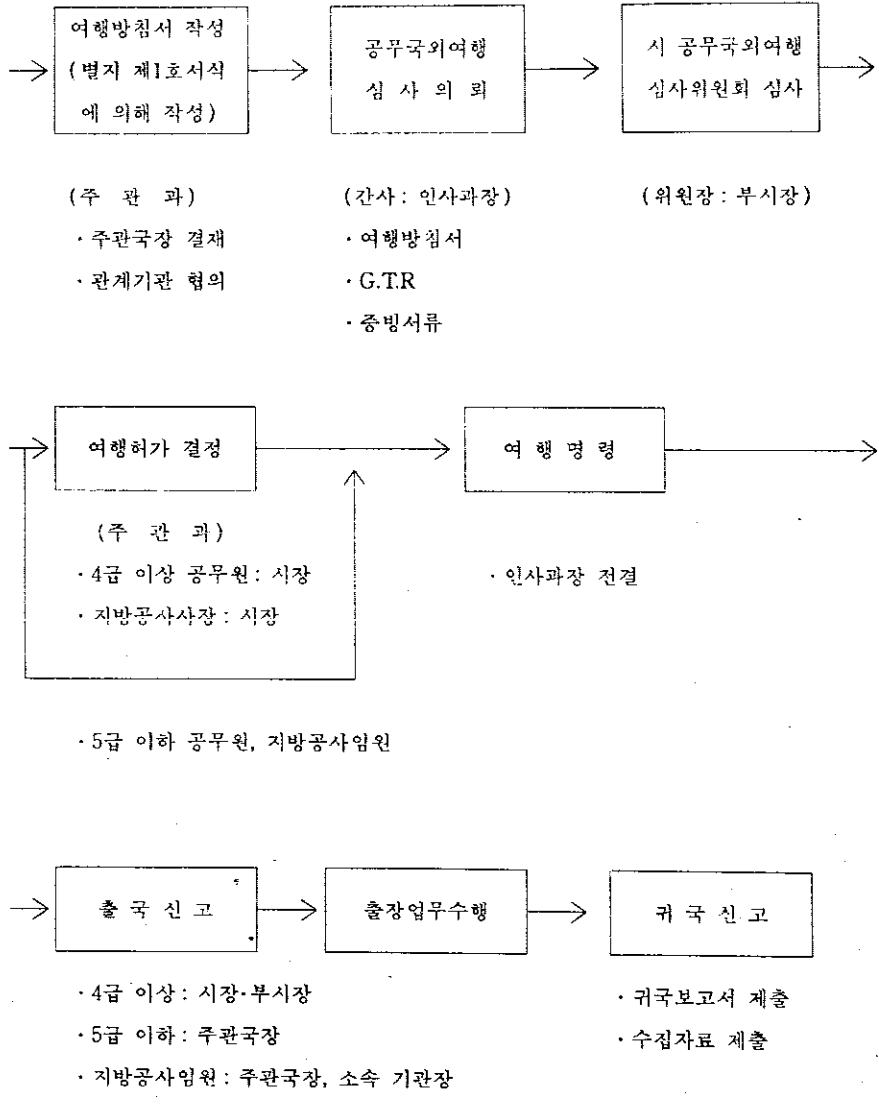 여행방침서 작성
(별지 제1호서식
에 의해 작성)
공무국외여행
심 사 의 뢰
시 공무국외여행
심사위원회 심사
(주 관 과)
· 주관국장 결재
· 관계기관 협의
(간사 : 인사과장)
· 여행방침서
· G.T.R
· 증빙서류
(위원장 : 부시장)
여행허가 결정
여 행 명 령
(주 관 과)
· 4급 이상 공무원 : 시장
· 지방공사사장 : 시장
· 인사과장 전결
· 5급 이하 공무원, 지방공사임원
출 국 신 고
출장업무수행
귀 국 신 고
· 4급 이상 : 시장·부시장
· 5급 이하 : 주관국장
· 지방공사임원 : 주관국장, 소속 기관장
· 귀국보고서 제출
· 수집자료 제출